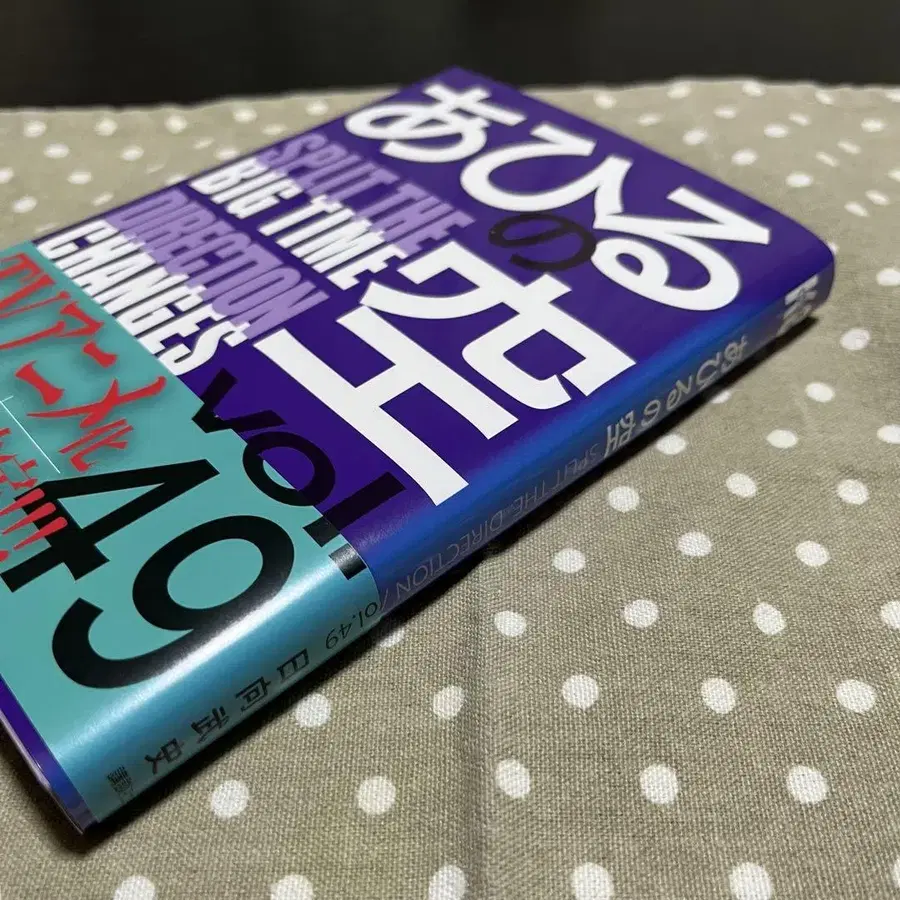 あひるの空
SPLIT THE
BIG TIME
DIRECTION
CHANGES
vol.
49
TVアニメ化
!!!
あひるの空 SPLIT THE DIRECTION / vol.49 日向武史